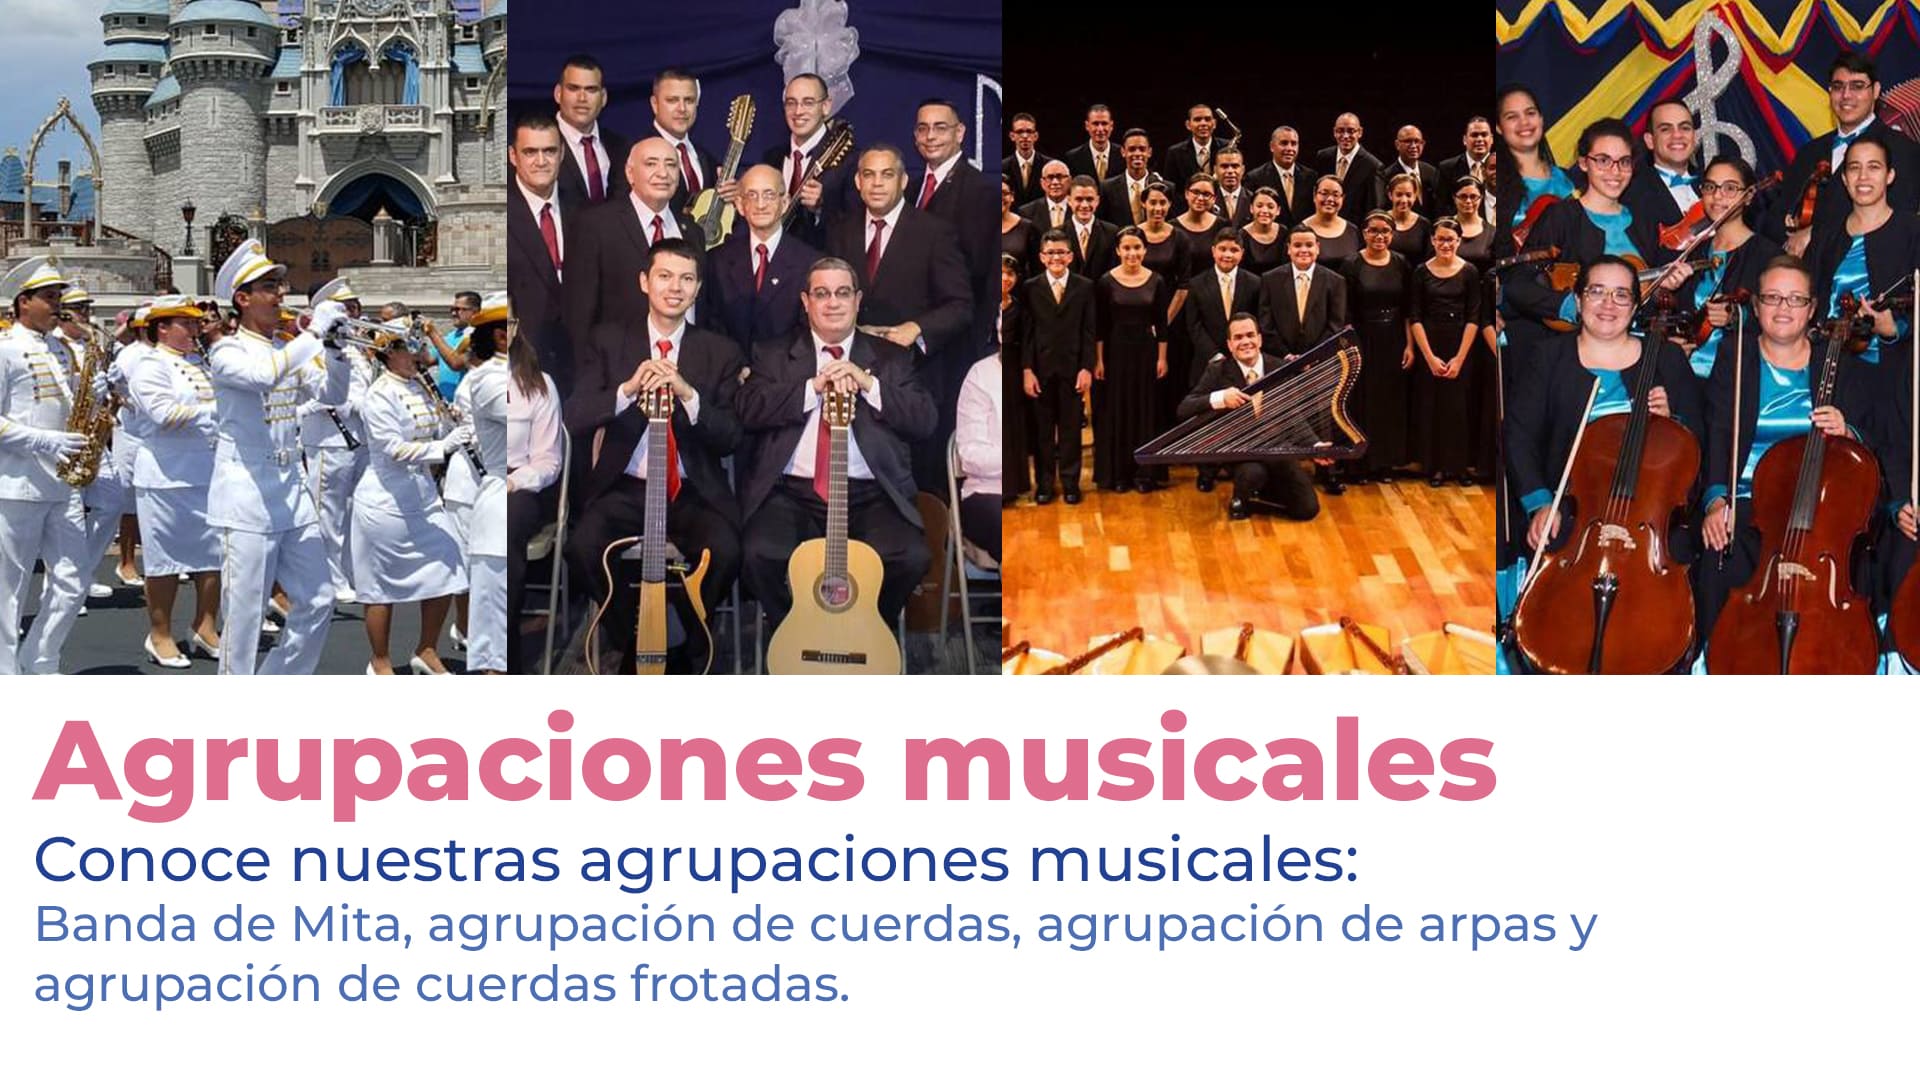 Agrupaciones musicales
Conoce nuestras agrupaciones musicales:
Banda de Mita, agrupación de cuerdas, agrupación de arpas y
agrupación de cuerdas frotadas.